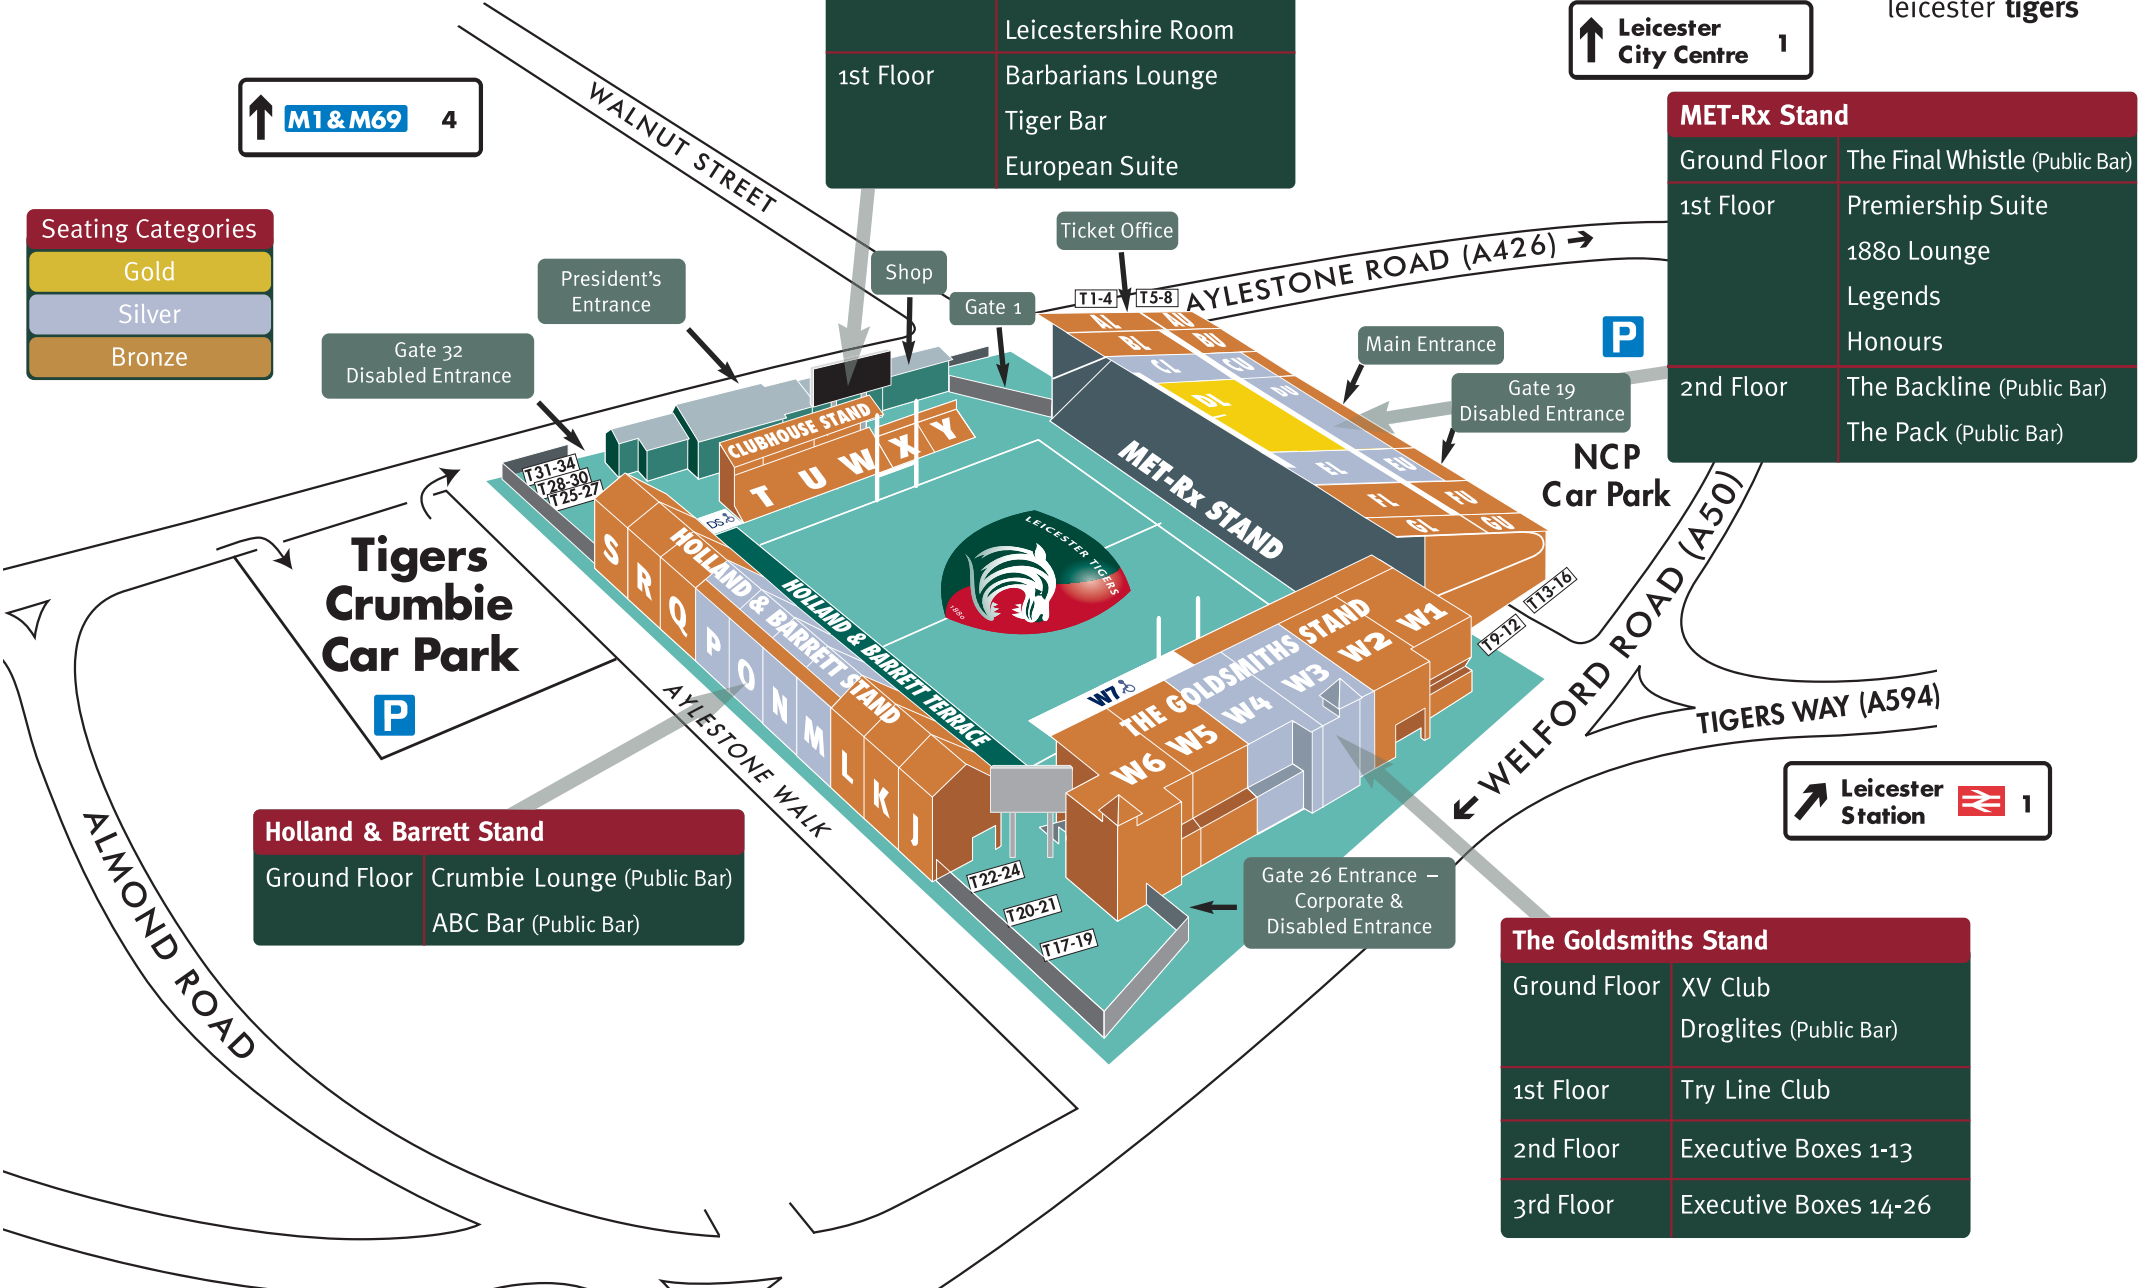 leicester tigers
Leicestershire Room
1st Floor
Barbarians Lounge
Tiger Bar
European Suite
Leicester
City Centre 1
M1 & M69 4
WALNUT STREET
MET-Rx Stand
Ground Floor
The Final Whistle (Public Bar)
1st Floor
Premiership Suite
1880 Lounge
Legends
Honours
2nd Floor
The Backline (Public Bar)
The Pack (Public Bar)
Seating Categories
Gold
Silver
Bronze
Ticket Office
President's
Entrance
Shop
Gate 1
T1-4
T5-8
AYLESTONE ROAD (A426)
Gate 32
Disabled Entrance
Main Entrance
P
Gate 19
Disabled Entrance
NCP
Car Park
AL
AU
BL
BU
CL
CU
DL
DU
EL
EU
FL
FU
GL
GU
MET-Rx STAND
CLUBHOUSE STAND
T U W X Y
T31-34
T28-30
T25-27
DS
S R Q P O N M L K J
HOLLAND & BARRETT STAND
HOLLAND & BARRETT TERRACE
LEICESTER TIGERS
1880
Tigers
Crumbie
Car Park
P
T13-16
T9-12
WELFORD ROAD (A50)
TIGERS WAY (A594)
THE GOLDSMITHS STAND
W1
W2
W3
W4
W5
W6
W7
AYLESTONE WALK
Leicester
Station 1
ALMOND ROAD
Holland & Barrett Stand
Ground Floor
Crumbie Lounge (Public Bar)
ABC Bar (Public Bar)
T22-24
T20-21
T17-19
Gate 26 Entrance –
Corporate &
Disabled Entrance
The Goldsmiths Stand
Ground Floor
XV Club
Droglites (Public Bar)
1st Floor
Try Line Club
2nd Floor
Executive Boxes 1-13
3rd Floor
Executive Boxes 14-26